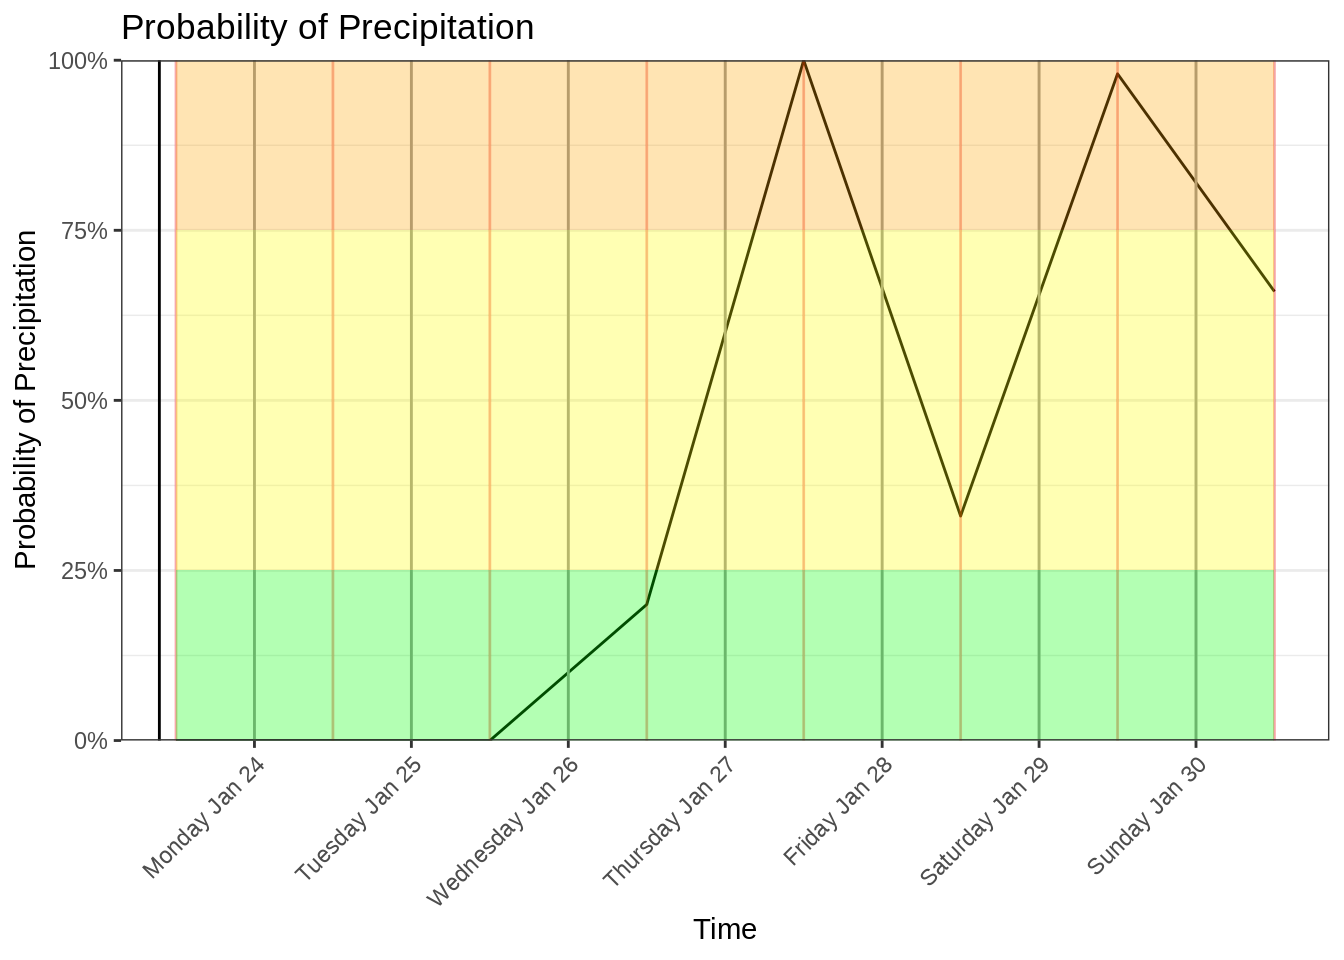 Probability of Precipitation
100%
75%
50%
25%
0%
Probability of Precipitation
Monday Jan 24
Tuesday Jan 25
Wednesday Jan 26
Thursday Jan 27
Friday Jan 28
Saturday Jan 29
Sunday Jan 30
Time